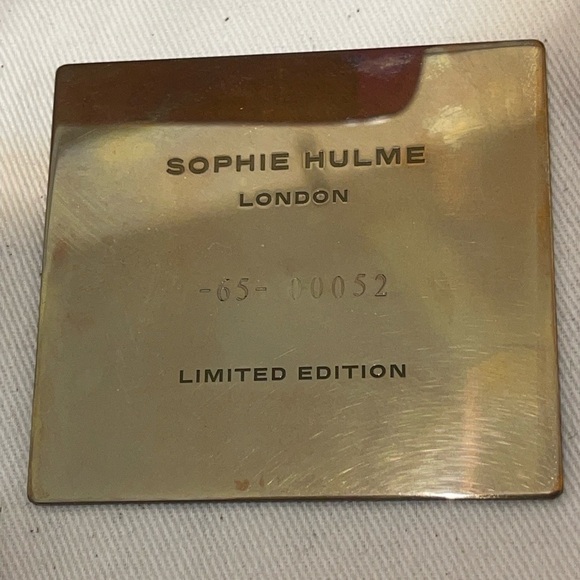 SOPHIE HULME
LONDON
-65- 00052
LIMITED EDITION